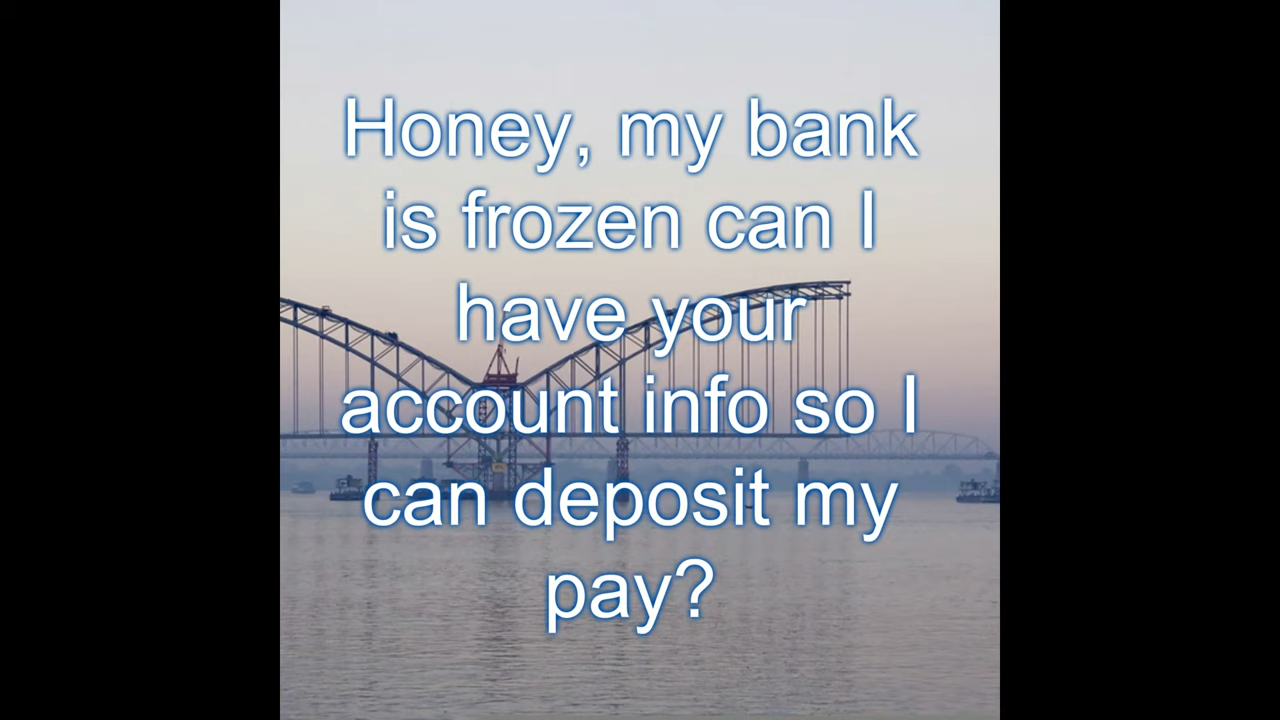 Honey, my bank
is frozen can I
have your
account info so I
can deposit my
pay?